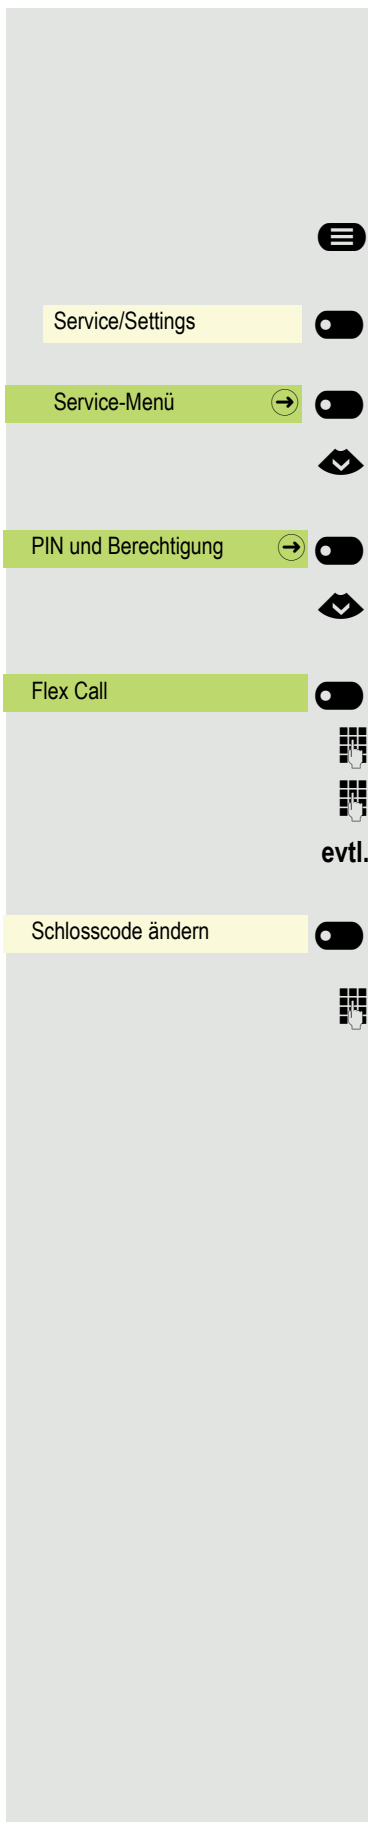 Service/Settings
Service-Menü
PIN und Berechtigung
Flex Call
evtl.
Schlosscode ändern